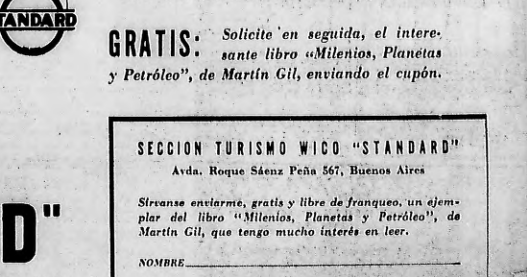 STANDARD
GRATIS: Solicite en seguida, el intere-
sante libro "Milenios, Planetas
y Petróleo", de Martín Gil, enviando el cupón.
SECCION TURISMO WICO "STANDARD"
Avda. Roque Sáenz Peña 567, Buenos Aires
Sírvanse enviarme, gratis y libre de franqueo, un ejem-
plar del libro "Milenios, Planetas y Petróleo", de
Martín Gil, que tengo mucho interés en leer.
D"
NOMBRE